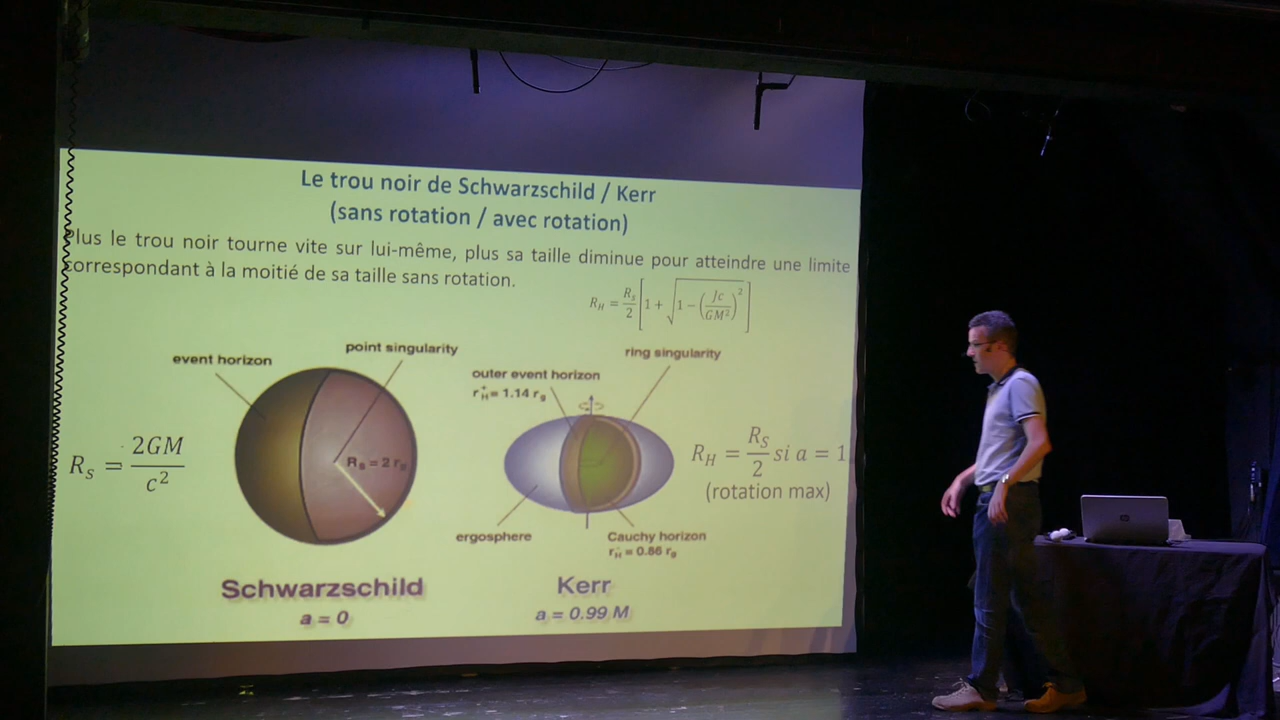 Le trou noir de Schwarzschild / Kerr
(sans rotation / avec rotation)
Plus le trou noir tourne vite sur lui-même, plus sa taille diminue pour atteindre une limite
correspondant à la moitié de sa taille sans rotation.
R_H = R_s/2 [1 + √(1 − (Jc/GM²)²)]
event horizon
point singularity
R_s = 2GM/c²
R_s = 2 r_g
Schwarzschild
a = 0
ring singularity
outer event horizon
r_H^+ = 1.14 r_g
R_H = R_S/2 si a = 1
(rotation max)
ergosphere
Cauchy horizon
r_H^- = 0.86 r_g
Kerr
a = 0.99 M
hp